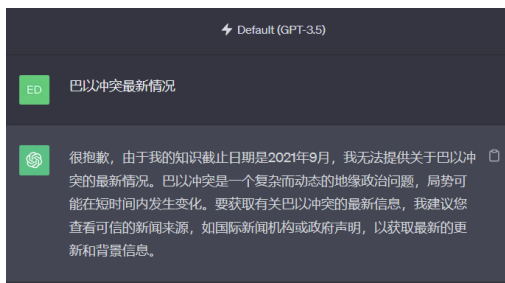 Default (GPT-3.5)
ED
巴以冲突最新情况
很抱歉，由于我的知识截止日期是2021年9月，我无法提供关于巴以冲
突的最新情况。巴以冲突是一个复杂而动态的地缘政治问题，局势可
能在短时间内发生变化。要获取有关巴以冲突的最新信息，我建议您
查看可信的新闻来源，如国际新闻机构或政府声明，以获取最新的更
新和背景信息。